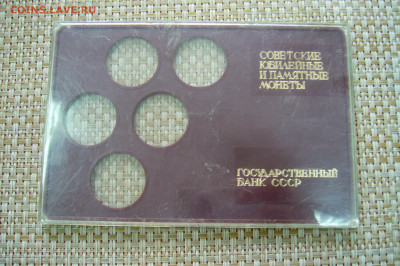 COINS.LAVE.RU
СОВЕТСКИЕ
ЮБИЛЕЙНЫЕ
И ПАМЯТНЫЕ
МОНЕТЫ
ГОСУДАРСТВЕННЫЙ
БАНК СССР